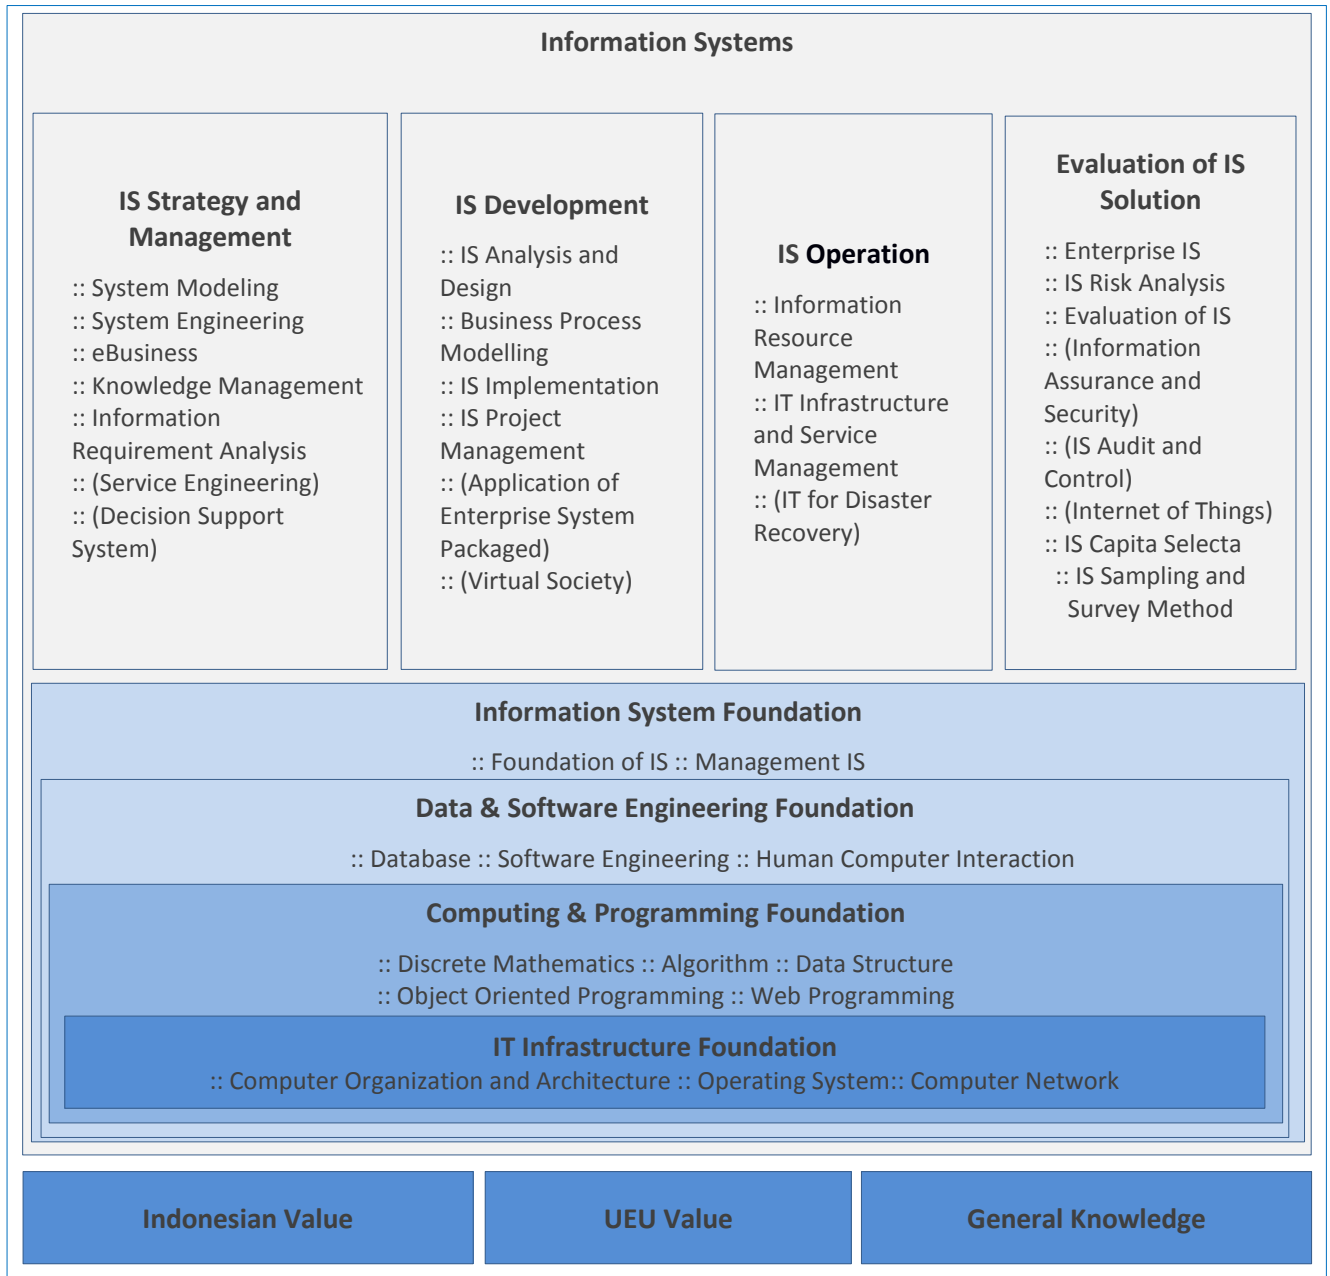 Information Systems
IS Strategy and
Management
:: System Modeling
:: System Engineering
:: eBusiness
:: Knowledge Management
:: Information
Requirement Analysis
:: (Service Engineering)
:: (Decision Support
System)
IS Development
:: IS Analysis and
Design
:: Business Process
Modelling
:: IS Implementation
:: IS Project
Management
:: (Application of
Enterprise System
Packaged)
:: (Virtual Society)
IS Operation
:: Information
Resource
Management
:: IT Infrastructure
and Service
Management
:: (IT for Disaster
Recovery)
Evaluation of IS
Solution
:: Enterprise IS
:: IS Risk Analysis
:: Evaluation of IS
:: (Information
Assurance and
Security)
:: (IS Audit and
Control)
:: (Internet of Things)
:: IS Capita Selecta
:: IS Sampling and
Survey Method
Information System Foundation
:: Foundation of IS :: Management IS
Data & Software Engineering Foundation
:: Database :: Software Engineering :: Human Computer Interaction
Computing & Programming Foundation
:: Discrete Mathematics :: Algorithm :: Data Structure
:: Object Oriented Programming :: Web Programming
IT Infrastructure Foundation
:: Computer Organization and Architecture :: Operating System:: Computer Network
Indonesian Value
UEU Value
General Knowledge